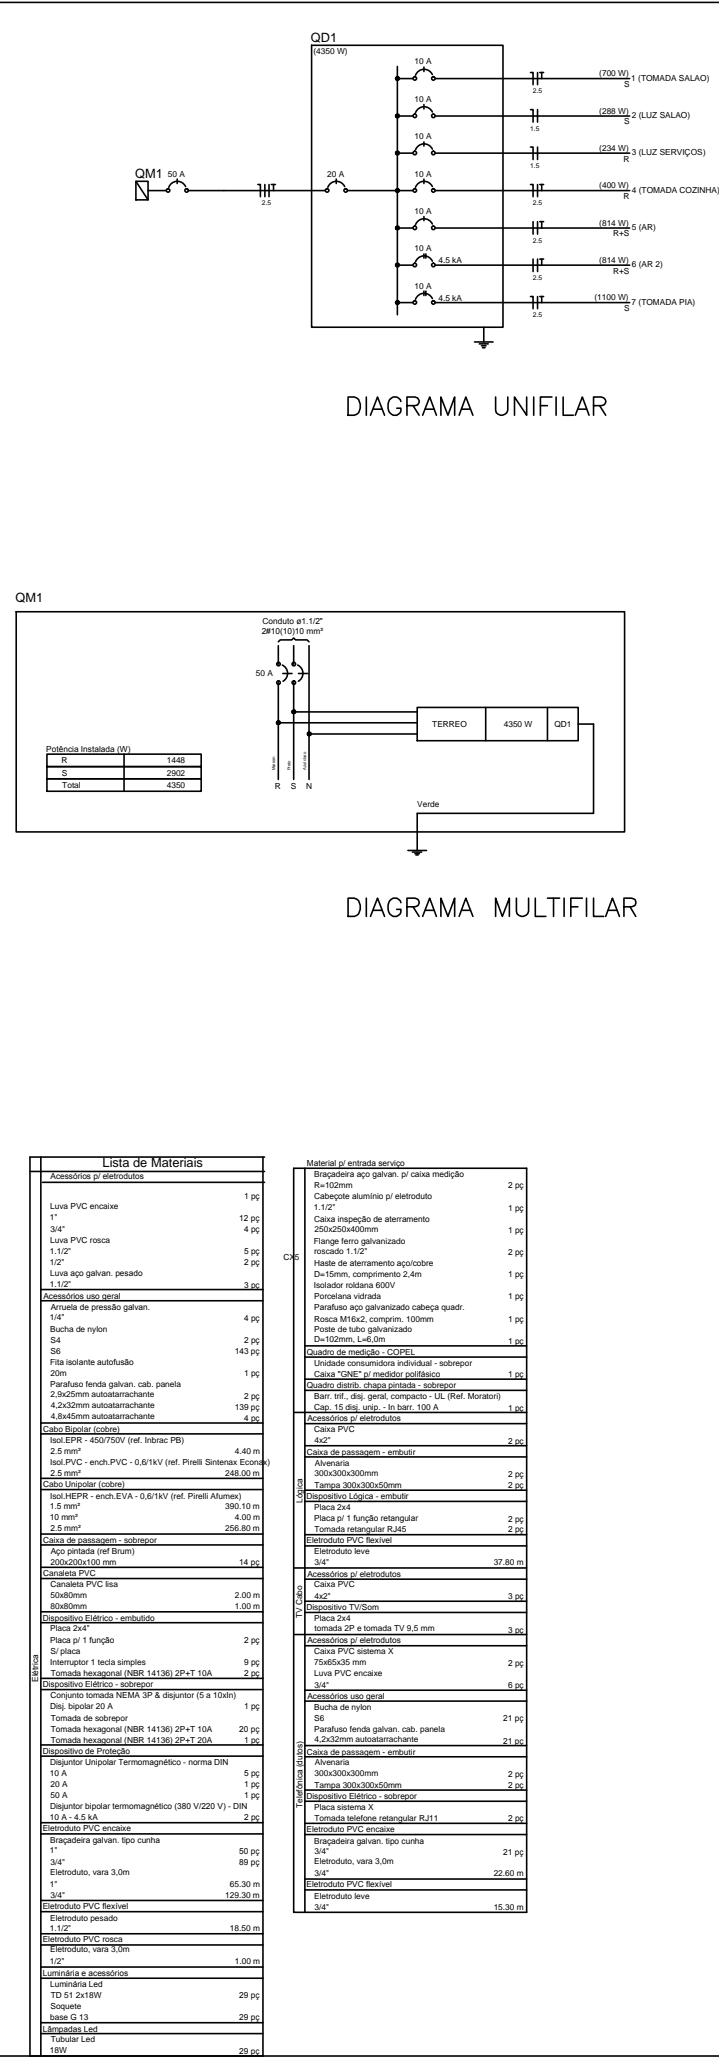 QD1
(4350 W)
10 A
(700 W) 1 (TOMADA SALAO)
2.5 S
10 A
(288 W) 2 (LUZ SALAO)
1.5 S
10 A
(234 W) 3 (LUZ SERVIÇOS)
1.5 R
QM1 50 A 20 A 10 A
(400 W) 4 (TOMADA COZINHA)
2.5 2.5 R
10 A
(814 W) 5 (AR)
2.5 R+S
10 A
4.5 kA (814 W) 6 (AR 2)
2.5 R+S
10 A
4.5 kA (1100 W) 7 (TOMADA PIA)
2.5 S
DIAGRAMA UNIFILAR
QM1
Conduto ø1.1/2"
2#10(10)10 mm²
50 A
TERREO 4350 W QD1
Potência Instalada (W)
R 1448
S 2902
Total 4350
R S N
Verde
DIAGRAMA MULTIFILAR
Lista de Materiais
Elétrica
Acessórios p/ eletrodutos
1 pç
Luva PVC encaixe
1" 12 pç
3/4" 4 pç
Luva PVC rosca
1.1/2" 5 pç
1/2" 2 pç
Luva aço galvan. pesado
1.1/2" 3 pç
Acessórios uso geral
Arruela de pressão galvan.
1/4" 4 pç
Bucha de nylon
S4 2 pç
S6 143 pç
Fita isolante autofusão
20m 1 pç
Parafuso fenda galvan. cab. panela
2,9x25mm autoatarrachante 2 pç
4,2x32mm autoatarrachante 139 pç
4,8x45mm autoatarrachante 4 pç
Cabo Bipolar (cobre)
Isol.EPR - 450/750V (ref. Inbrac PB)
2.5 mm² 4.40 m
Isol.PVC - ench.PVC - 0,6/1kV (ref. Pirelli Sintenax Econax)
2.5 mm² 248.00 m
Cabo Unipolar (cobre)
Isol.HEPR - ench.EVA - 0,6/1kV (ref. Pirelli Afumex)
1.5 mm² 390.10 m
10 mm² 4.00 m
2.5 mm² 256.80 m
Caixa de passagem - sobrepor
Aço pintada (ref Brum)
200x200x100 mm 14 pç
Canaleta PVC
Canaleta PVC lisa
50x80mm 2.00 m
80x80mm 1.00 m
Dispositivo Elétrico - embutido
Placa 2x4"
Placa p/ 1 função 2 pç
S/ placa
Interruptor 1 tecla simples 9 pç
Tomada hexagonal (NBR 14136) 2P+T 10A 2 pç
Dispositivo Elétrico - sobrepor
Conjunto tomada NEMA 3P & disjuntor (5 a 10xIn)
Disj. bipolar 20 A 1 pç
Tomada de sobrepor
Tomada hexagonal (NBR 14136) 2P+T 10A 20 pç
Tomada hexagonal (NBR 14136) 2P+T 20A 1 pç
Dispositivo de Proteção
Disjuntor Unipolar Termomagnético - norma DIN
10 A 5 pç
20 A 1 pç
50 A 1 pç
Disjuntor bipolar termomagnético (380 V/220 V) - DIN
10 A - 4.5 kA 2 pç
Eletroduto PVC encaixe
Braçadeira galvan. tipo cunha
1" 50 pç
3/4" 89 pç
Eletroduto, vara 3,0m
1" 65.30 m
3/4" 129.30 m
Eletroduto PVC flexível
Eletroduto pesado
1.1/2" 18.50 m
Eletroduto PVC rosca
Eletroduto, vara 3,0m
1/2" 1.00 m
Luminária e acessórios
Luminária Led
TD 51 2x18W 29 pç
Soquete
base G 13 29 pç
Lâmpadas Led
Tubular Led
18W 29 pç
Material p/ entrada serviço
CX5
Braçadeira aço galvan. p/ caixa medição
R=102mm 2 pç
Cabeçote alumínio p/ eletroduto
1.1/2" 1 pç
Caixa inspeção de aterramento
250x250x400mm 1 pç
Flange ferro galvanizado
roscado 1.1/2" 2 pç
Haste de aterramento aço/cobre
D=15mm, comprimento 2,4m 1 pç
Isolador roldana 600V
Porcelana vidrada 1 pç
Parafuso aço galvanizado cabeça quadr.
Rosca M16x2, comprim. 100mm 1 pç
Poste de tubo galvanizado
D=102mm, L=6,0m 1 pç
Quadro de medição - COPEL
Unidade consumidora individual - sobrepor
Caixa "GNE" p/ medidor polifásico 1 pç
Quadro distrib. chapa pintada - sobrepor
Barr. trif., disj. geral, compacto - UL (Ref. Moratori)
Cap. 15 disj. unip. - In barr. 100 A 1 pç
Lógica
Acessórios p/ eletrodutos
Caixa PVC
4x2" 2 pç
Caixa de passagem - embutir
Alvenaria
300x300x300mm 2 pç
Tampa 300x300x50mm 2 pç
Dispositivo Lógica - embutir
Placa 2x4
Placa p/ 1 função retangular 2 pç
Tomada retangular RJ45 2 pç
Eletroduto PVC flexível
Eletroduto leve
3/4" 37.80 m
TV Cabo
Acessórios p/ eletrodutos
Caixa PVC
4x2" 3 pç
Dispositivo TV/Som
Placa 2x4
tomada 2P e tomada TV 9,5 mm 3 pç
Telefônica (dutos)
Acessórios p/ eletrodutos
Caixa PVC sistema X
75x65x35 mm 2 pç
Luva PVC encaixe
3/4" 6 pç
Acessórios uso geral
Bucha de nylon
S6 21 pç
Parafuso fenda galvan. cab. panela
4,2x32mm autoatarrachante 21 pç
Caixa de passagem - embutir
Alvenaria
300x300x300mm 2 pç
Tampa 300x300x50mm 2 pç
Dispositivo Elétrico - sobrepor
Placa sistema X
Tomada telefone retangular RJ11 2 pç
Eletroduto PVC encaixe
Braçadeira galvan. tipo cunha
3/4" 21 pç
Eletroduto, vara 3,0m
3/4" 22.60 m
Eletroduto PVC flexível
Eletroduto leve
3/4" 15.30 m